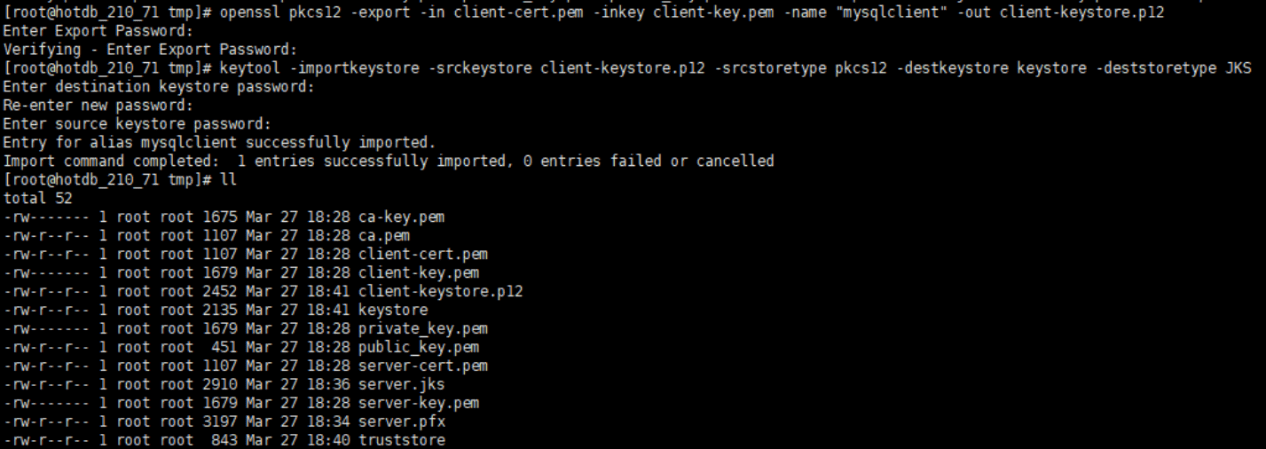 [root@hotdb_210_71 tmp]# openssl pkcs12 -export -in client-cert.pem -inkey client-key.pem -name "mysqlclient" -out client-keystore.p12
Enter Export Password:
Verifying - Enter Export Password:
[root@hotdb_210_71 tmp]# keytool -importkeystore -srckeystore client-keystore.p12 -srcstoretype pkcs12 -destkeystore keystore -deststoretype JKS
Enter destination keystore password:
Re-enter new password:
Enter source keystore password:
Entry for alias mysqlclient successfully imported.
Import command completed:  1 entries successfully imported, 0 entries failed or cancelled
[root@hotdb_210_71 tmp]# ll
total 52
-rw------- 1 root root 1675 Mar 27 18:28 ca-key.pem
-rw-r--r-- 1 root root 1107 Mar 27 18:28 ca.pem
-rw-r--r-- 1 root root 1107 Mar 27 18:28 client-cert.pem
-rw------- 1 root root 1679 Mar 27 18:28 client-key.pem
-rw-r--r-- 1 root root 2452 Mar 27 18:41 client-keystore.p12
-rw-r--r-- 1 root root 2135 Mar 27 18:41 keystore
-rw------- 1 root root 1679 Mar 27 18:28 private_key.pem
-rw-r--r-- 1 root root  451 Mar 27 18:28 public_key.pem
-rw-r--r-- 1 root root 1107 Mar 27 18:28 server-cert.pem
-rw-r--r-- 1 root root 2910 Mar 27 18:36 server.jks
-rw------- 1 root root 1679 Mar 27 18:28 server-key.pem
-rw-r--r-- 1 root root 3197 Mar 27 18:34 server.pfx
-rw-r--r-- 1 root root  843 Mar 27 18:40 truststore